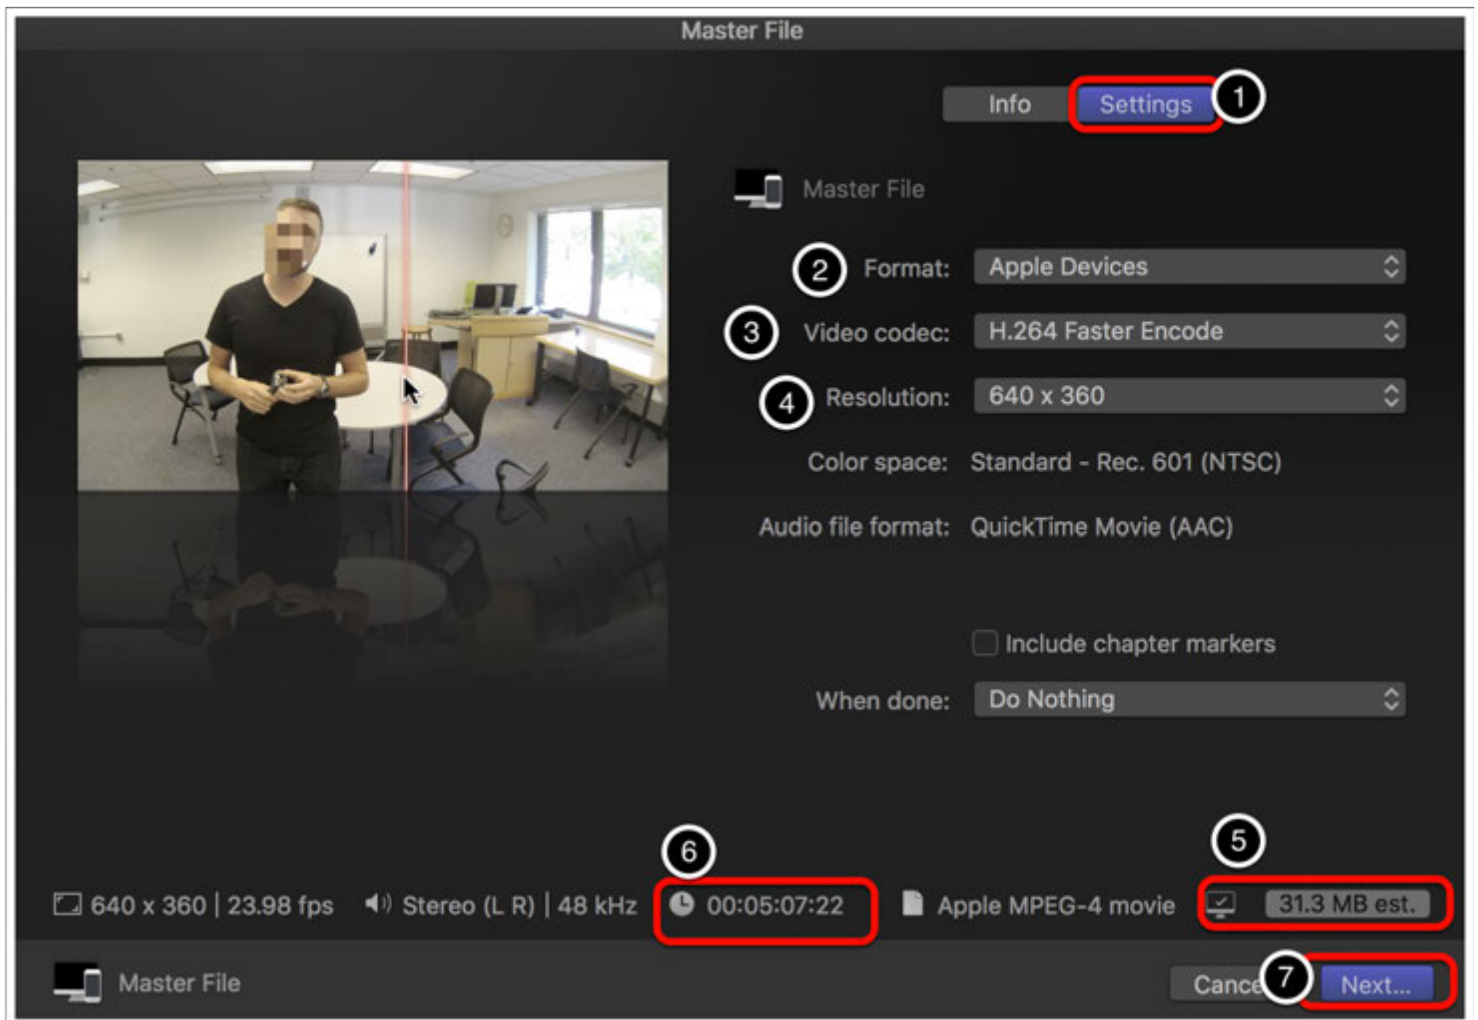 Master File
Info Settings 1
Master File
2 Format: Apple Devices
3 Video codec: H.264 Faster Encode
4 Resolution: 640 x 360
Color space: Standard - Rec. 601 (NTSC)
Audio file format: QuickTime Movie (AAC)
Include chapter markers
When done: Do Nothing
6 5
640 x 360 | 23.98 fps Stereo (L R) | 48 kHz 00:05:07:22 Apple MPEG-4 movie 31.3 MB est.
Master File Cance 7 Next...